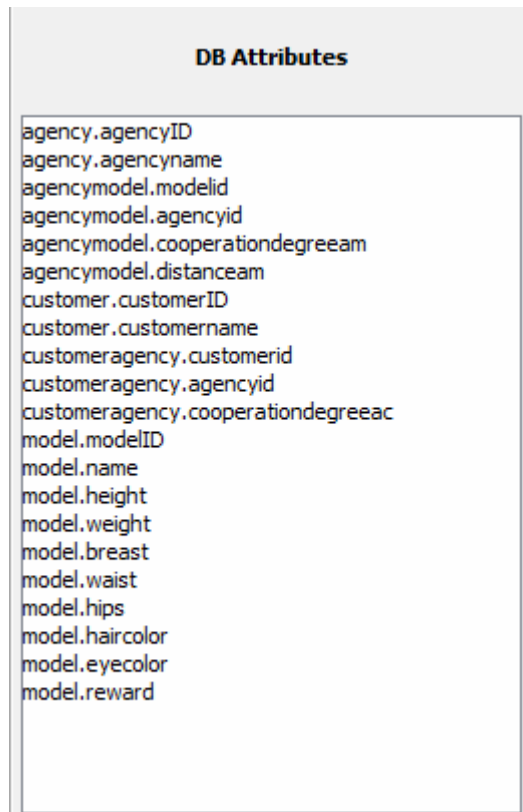 DB Attributes
agency.agencyID
agency.agencyname
agencymodel.modelid
agencymodel.agencyid
agencymodel.cooperationdegreeam
agencymodel.distanceam
customer.customerID
customer.customername
customeragency.customerid
customeragency.agencyid
customeragency.cooperationdegreeac
model.modelID
model.name
model.height
model.weight
model.breast
model.waist
model.hips
model.haircolor
model.eyecolor
model.reward